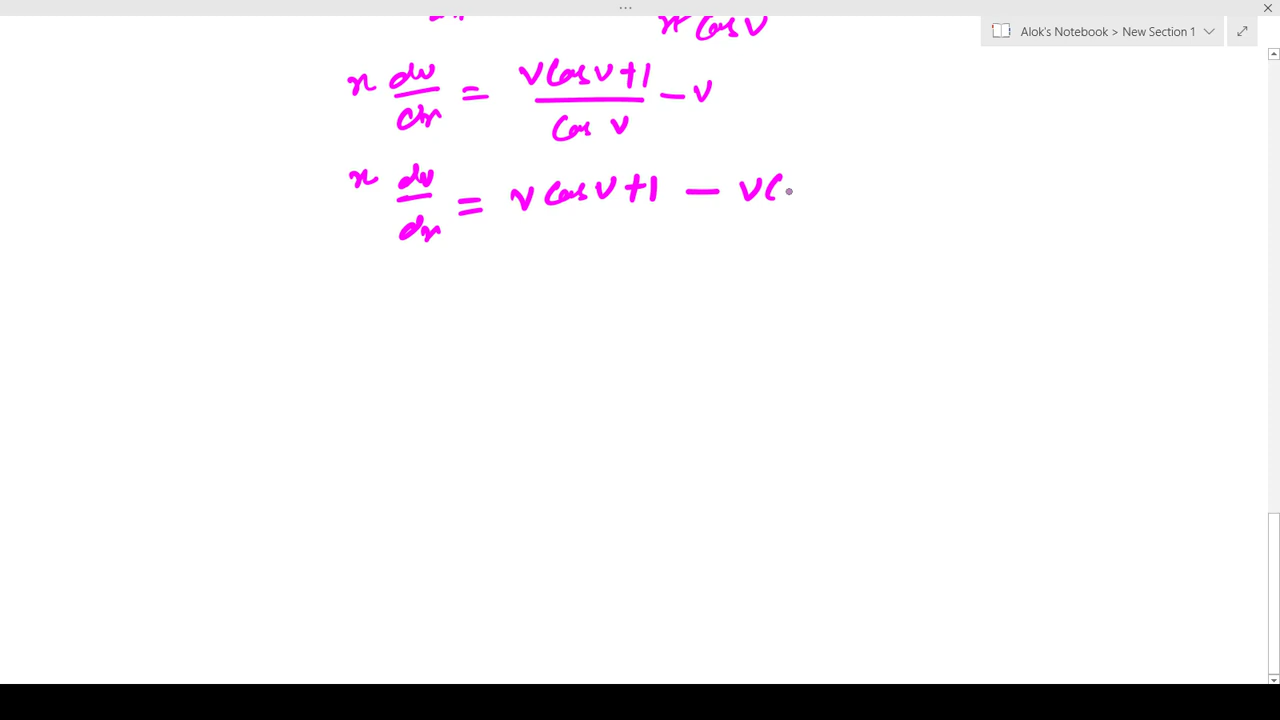 Alok's Notebook > New Section 1
x cos v
x dv/dx = (v cos v + 1)/cos v - v
x dv/dx = v cos v + 1 - v c